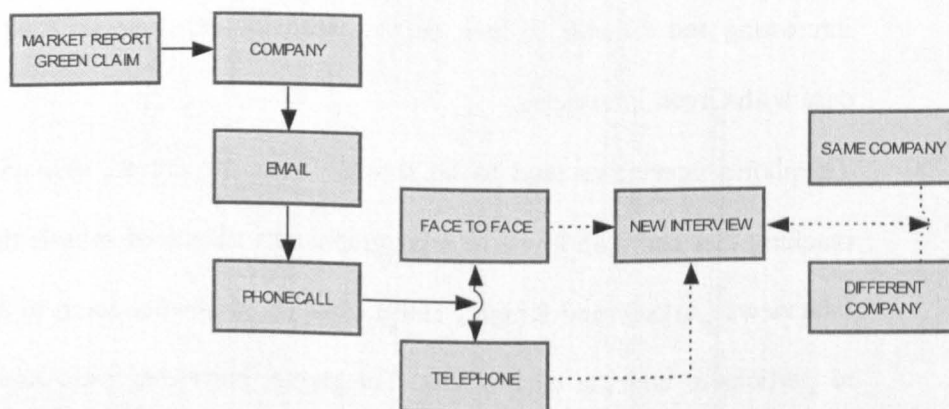 MARKET REPORT
GREEN CLAIM
COMPANY
EMAIL
PHONECALL
FACE TO FACE
TELEPHONE
NEW INTERVIEW
SAME COMPANY
DIFFERENT
COMPANY